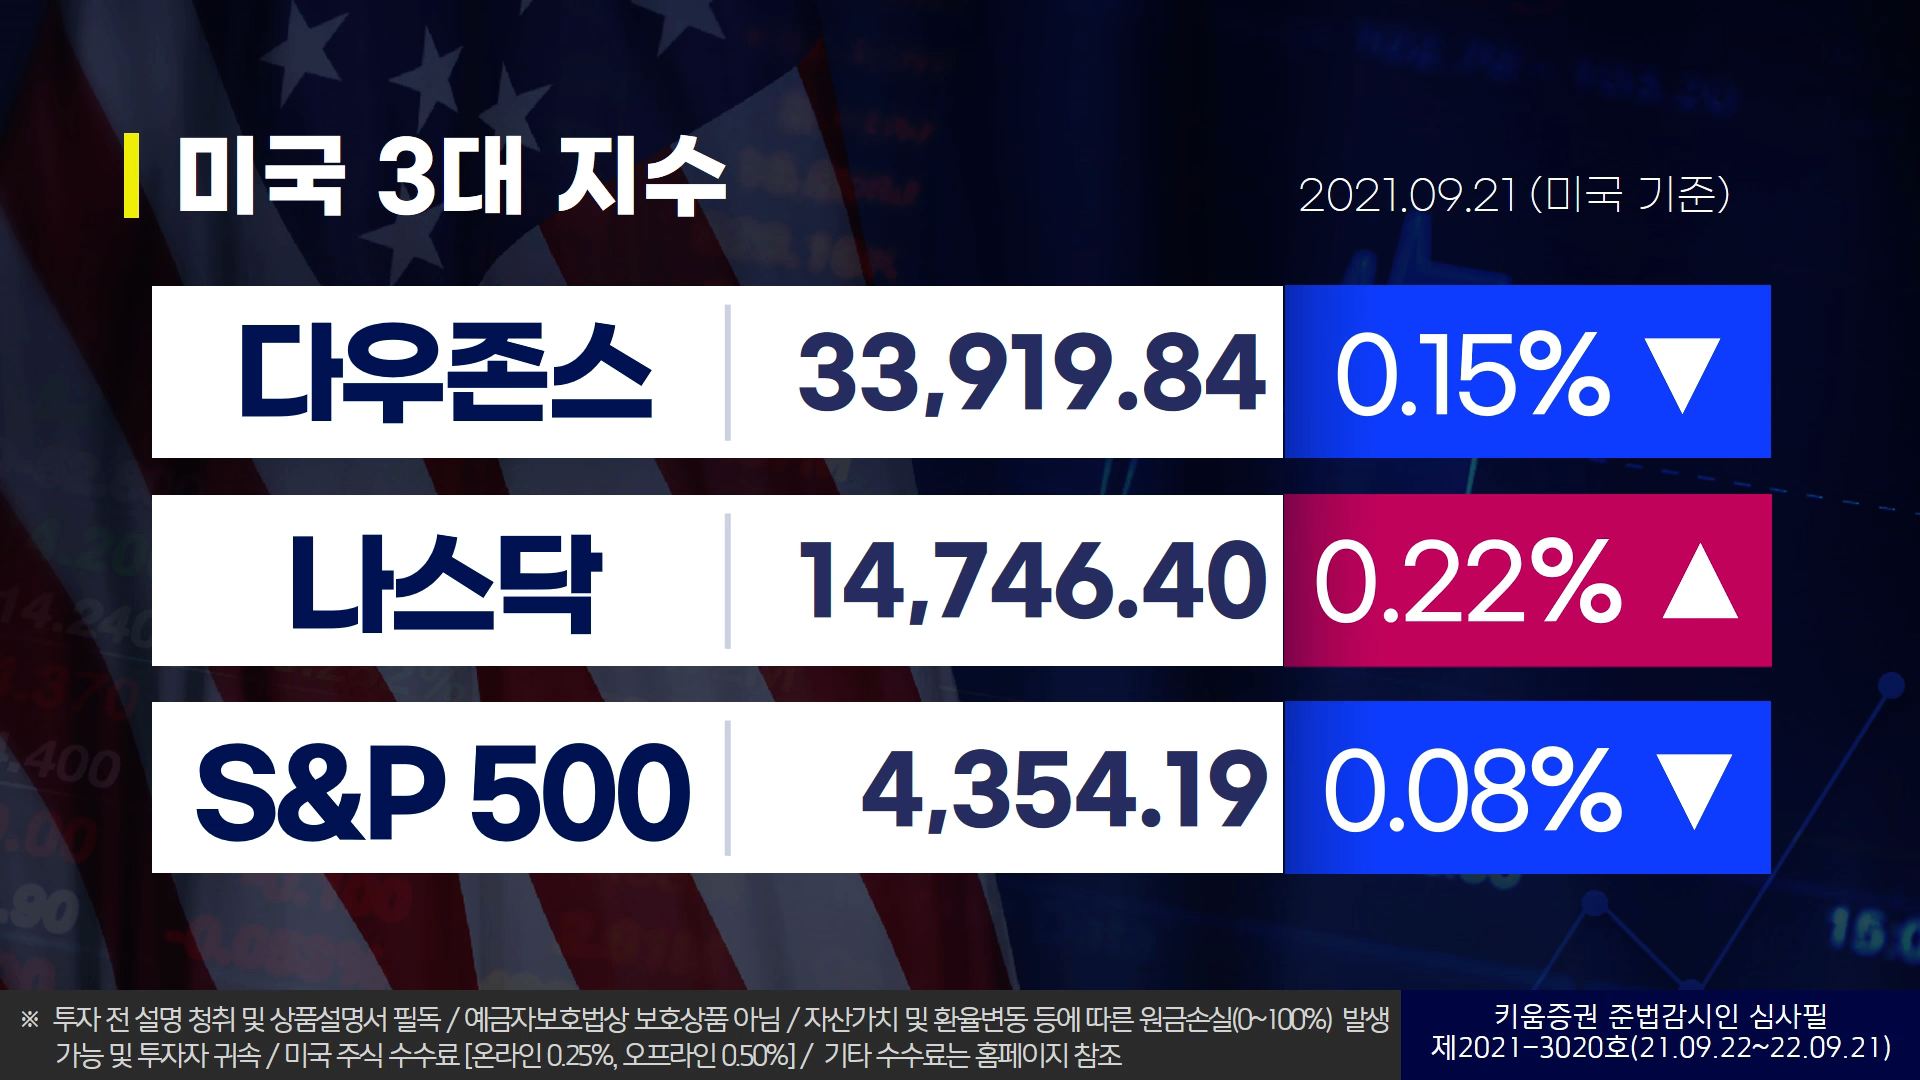 미국 3대 지수
2021.09.21 (미국 기준)
다우존스 33,919.84 0.15% ▼
나스닥 14,746.40 0.22% ▲
S&P 500 4,354.19 0.08% ▼
※ 투자 전 설명 청취 및 상품설명서 필독 / 예금자보호법상 보호상품 아님 / 자산가치 및 환율변동 등에 따른 원금손실(0~100%) 발생
가능 및 투자자 귀속 / 미국 주식 수수료 [온라인 0.25%, 오프라인 0.50%] / 기타 수수료는 홈페이지 참조
키움증권 준법감시인 심사필
제2021-3020호(21.09.22~22.09.21)